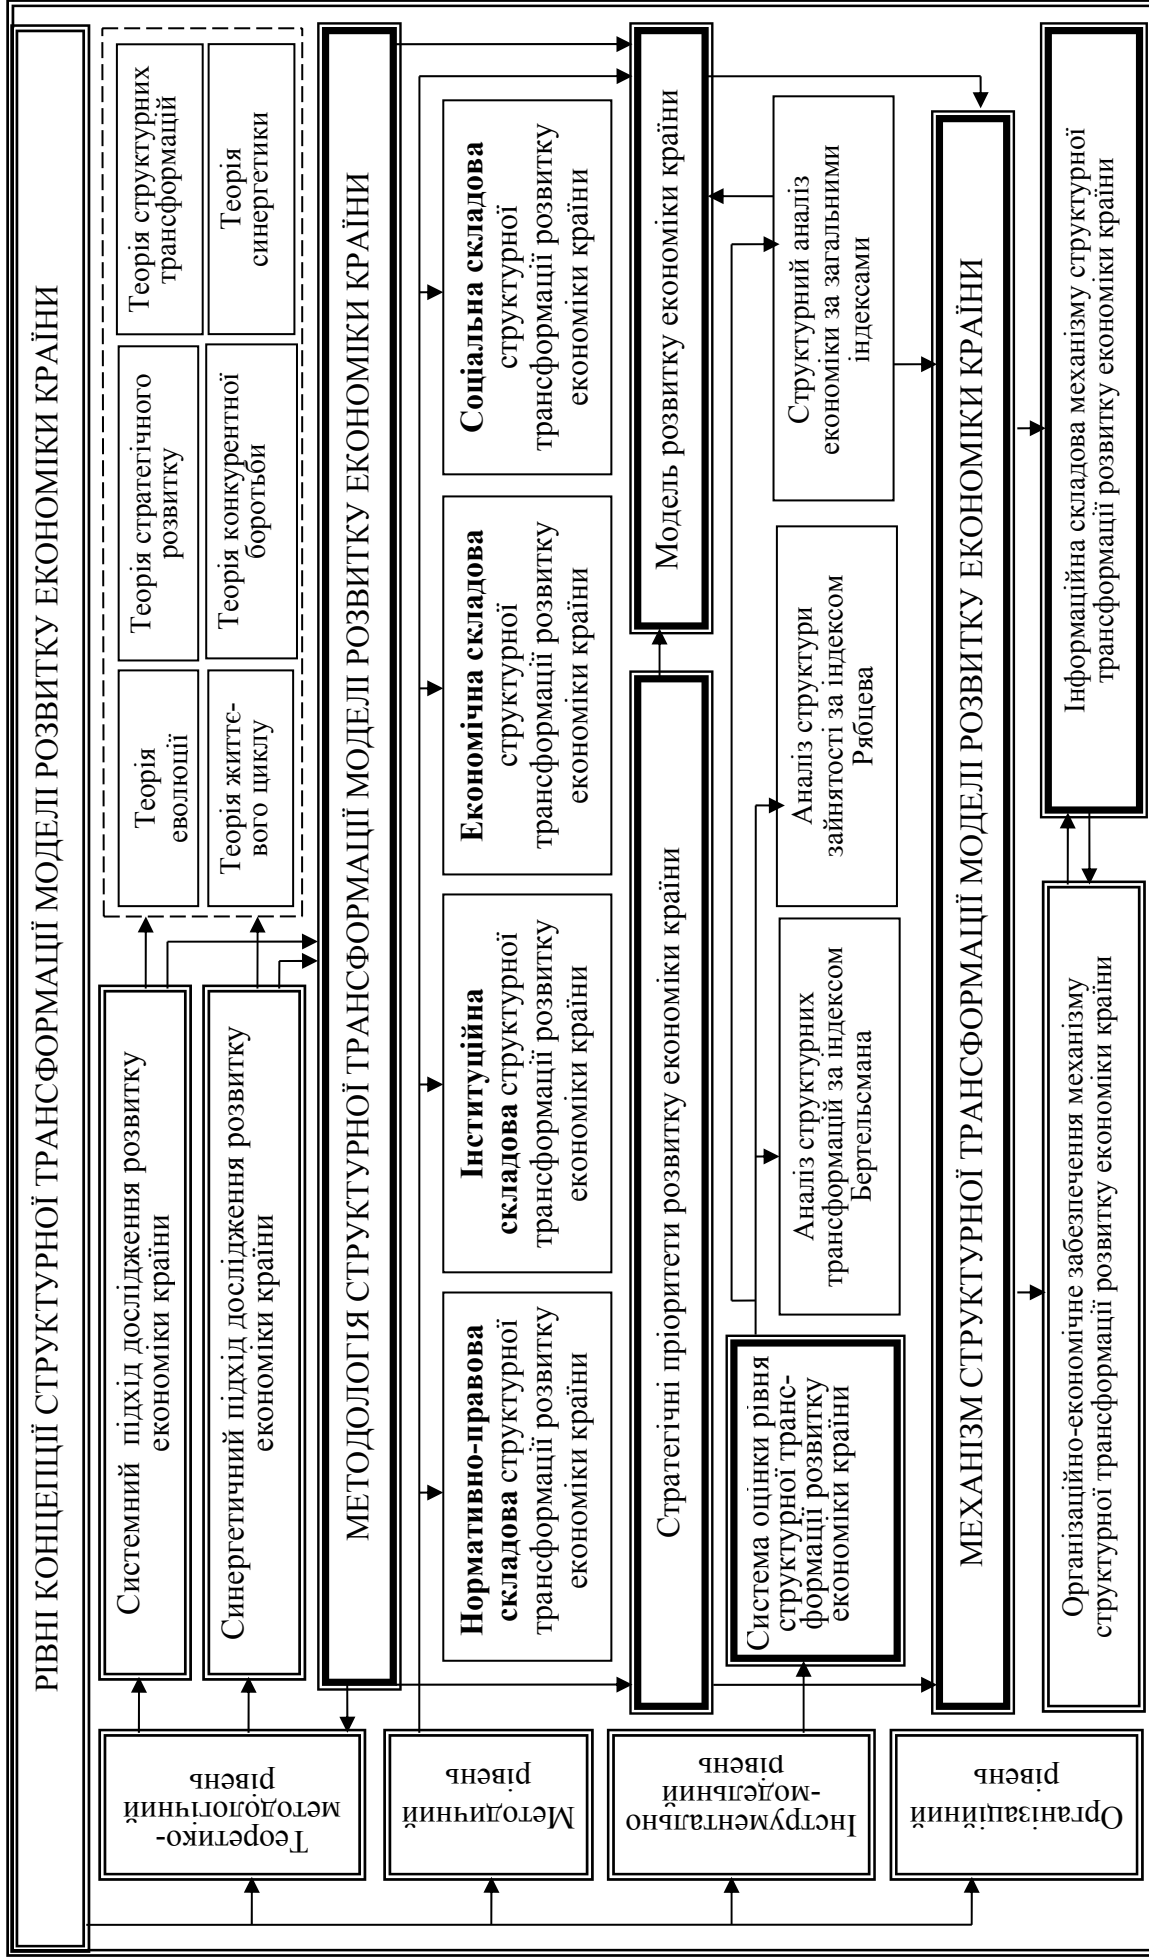 РІВНІ КОНЦЕПЦІЇ СТРУКТУРНОЇ ТРАНСФОРМАЦІЇ МОДЕЛІ РОЗВИТКУ ЕКОНОМІКИ КРАЇНИ
Теоретико-
методологічний
рівень
Системний підхід дослідження розвитку
економіки країни
Синергетичний підхід дослідження розвитку
економіки країни
Теорія
еволюції
Теорія стратегічного
розвитку
Теорія структурних
трансформацій
Теорія життє-
вого циклу
Теорія конкурентної
боротьби
Теорія
синергетики
МЕТОДОЛОГІЯ СТРУКТУРНОЇ ТРАНСФОРМАЦІЇ МОДЕЛІ РОЗВИТКУ ЕКОНОМІКИ КРАЇНИ
Методичний
рівень
Нормативно-правова
складова структурної
трансформації розвитку
економіки країни
Інституційна
складова структурної
трансформації розвитку
економіки країни
Економічна складова
структурної
трансформації розвитку
економіки країни
Соціальна складова
структурної
трансформації розвитку
економіки країни
Стратегічні пріоритети розвитку економіки країни
Модель розвитку економіки країни
Інструментально
-модельний
рівень
Система оцінки рівня
структурної транс-
формації розвитку
економіки країни
Аналіз структурних
трансформацій за індексом
Бертельсмана
Аналіз структури
зайнятості за індексом
Рябцева
Структурний аналіз
економіки за загальними
індексами
МЕХАНІЗМ СТРУКТУРНОЇ ТРАНСФОРМАЦІЇ МОДЕЛІ РОЗВИТКУ ЕКОНОМІКИ КРАЇНИ
Організаційний
рівень
Організаційно-економічне забезпечення механізму
структурної трансформації розвитку економіки країни
Інформаційна складова механізму структурної
трансформації розвитку економіки країни